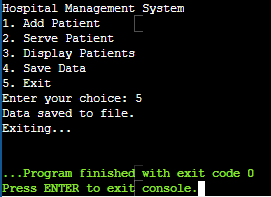 Hospital Management System
1. Add Patient
2. Serve Patient
3. Display Patients
4. Save Data
5. Exit
Enter your choice: 5
Data saved to file.
Exiting...
...Program finished with exit code 0
Press ENTER to exit console.